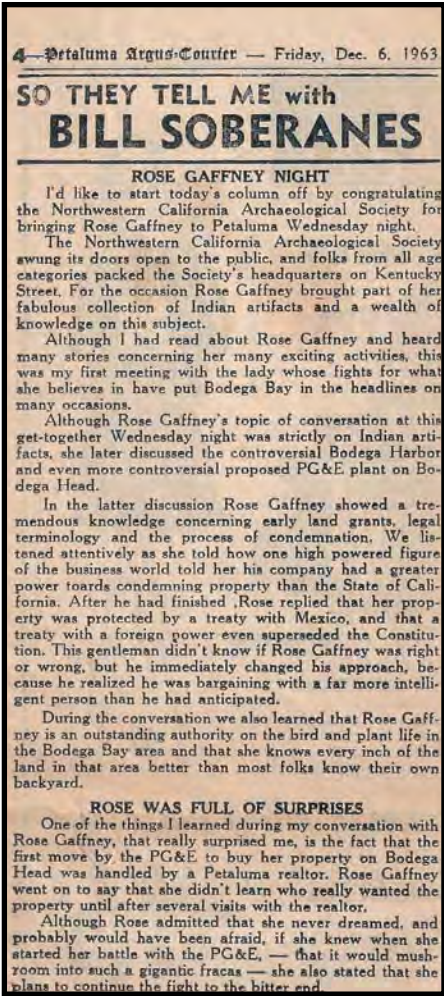 4—Petaluma Argus-Courier — Friday, Dec. 6, 1963
SO THEY TELL ME with
BILL SOBERANES
ROSE GAFFNEY NIGHT
I'd like to start today's column off by congratulating
the Northwestern California Archaeological Society for
bringing Rose Gaffney to Petaluma Wednesday night.
The Northwestern California Archaeological Society
swung its doors open to the public, and folks from all age
categories packed the Society's headquarters on Kentucky
Street. For the occasion Rose Gaffney brought part of her
fabulous collection of Indian artifacts and a wealth of
knowledge on this subject.
Although I had read about Rose Gaffney and heard
many stories concerning her many exciting activities, this
was my first meeting with the lady whose fights for what
she believes in have put Bodega Bay in the headlines on
many occasions.
Although Rose Gaffney's topic of conversation at this
get-together Wednesday night was strictly on Indian arti-
facts, she later discussed the controversial Bodega Harbor
and even more controversial proposed PG&E plant on Bo-
dega Head.
In the latter discussion Rose Gaffney showed a tre-
mendous knowledge concerning early land grants, legal
terminology and the process of condemnation. We lis-
tened attentively as she told how one high powered figure
of the business world told her his company had a greater
power toards condemning property than the State of Cali-
fornia. After he had finished ,Rose replied that her prop-
erty was protected by a treaty with Mexico, and that a
treaty with a foreign power even superseded the Constitu-
tion. This gentleman didn't know if Rose Gaffney was right
or wrong, but he immediately changed his approach, be-
cause he realized he was bargaining with a far more intelli-
gent person than he had anticipated.
During the conversation we also learned that Rose Gaff-
ney is an outstanding authority on the bird and plant life in
the Bodega Bay area and that she knows every inch of the
land in that area better than most folks know their own
backyard.
ROSE WAS FULL OF SURPRISES
One of the things I learned during my conversation with
Rose Gaffney, that really surprised me, is the fact that the
first move by the PG&E to buy her property on Bodega
Head was handled by a Petaluma realtor. Rose Gaffney
went on to say that she didn't learn who really wanted the
property until after several visits with the realtor.
Although Rose admitted that she never dreamed, and
probably would have been afraid, if she knew when she
started her battle with the PG&E, — that it would mush-
room into such a gigantic fracas — she also stated that she
plans to continue the fight to the bitter end.